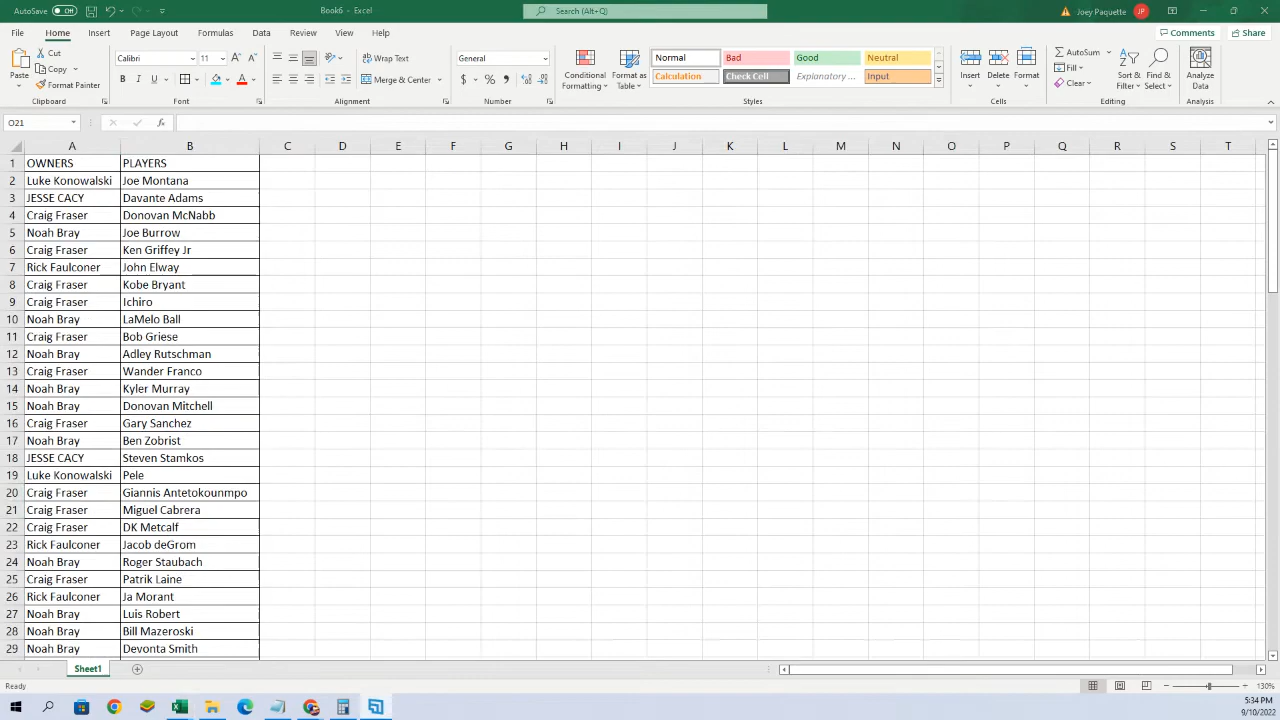 AutoSave Off Book6 - Excel Search (Alt+Q) Joey Paquette JP
File Home Insert Page Layout Formulas Data Review View Help Comments Share
Paste Cut Copy Format Painter Clipboard
Calibri 11 B I U A Font
Wrap Text Merge & Center Alignment
General $ % , Number
Conditional Formatting Format as Table
Normal Bad Good Neutral
Calculation Check Cell Explanatory ... Input
Styles
Insert Delete Format Cells
AutoSum Fill Clear Sort & Filter Find & Select Editing
Analyze Data Analysis
O21 fx
A B C D E F G H I J K L M N O P Q R S T
1 OWNERS PLAYERS
2 Luke Konowalski Joe Montana
3 JESSE CACY Davante Adams
4 Craig Fraser Donovan McNabb
5 Noah Bray Joe Burrow
6 Craig Fraser Ken Griffey Jr
7 Rick Faulconer John Elway
8 Craig Fraser Kobe Bryant
9 Craig Fraser Ichiro
10 Noah Bray LaMelo Ball
11 Craig Fraser Bob Griese
12 Noah Bray Adley Rutschman
13 Craig Fraser Wander Franco
14 Noah Bray Kyler Murray
15 Noah Bray Donovan Mitchell
16 Craig Fraser Gary Sanchez
17 Noah Bray Ben Zobrist
18 JESSE CACY Steven Stamkos
19 Luke Konowalski Pele
20 Craig Fraser Giannis Antetokounmpo
21 Craig Fraser Miguel Cabrera
22 Craig Fraser DK Metcalf
23 Rick Faulconer Jacob deGrom
24 Noah Bray Roger Staubach
25 Craig Fraser Patrik Laine
26 Rick Faulconer Ja Morant
27 Noah Bray Luis Robert
28 Noah Bray Bill Mazeroski
29 Noah Bray Devonta Smith
Sheet1
Ready 130%
5:34 PM
9/10/2022